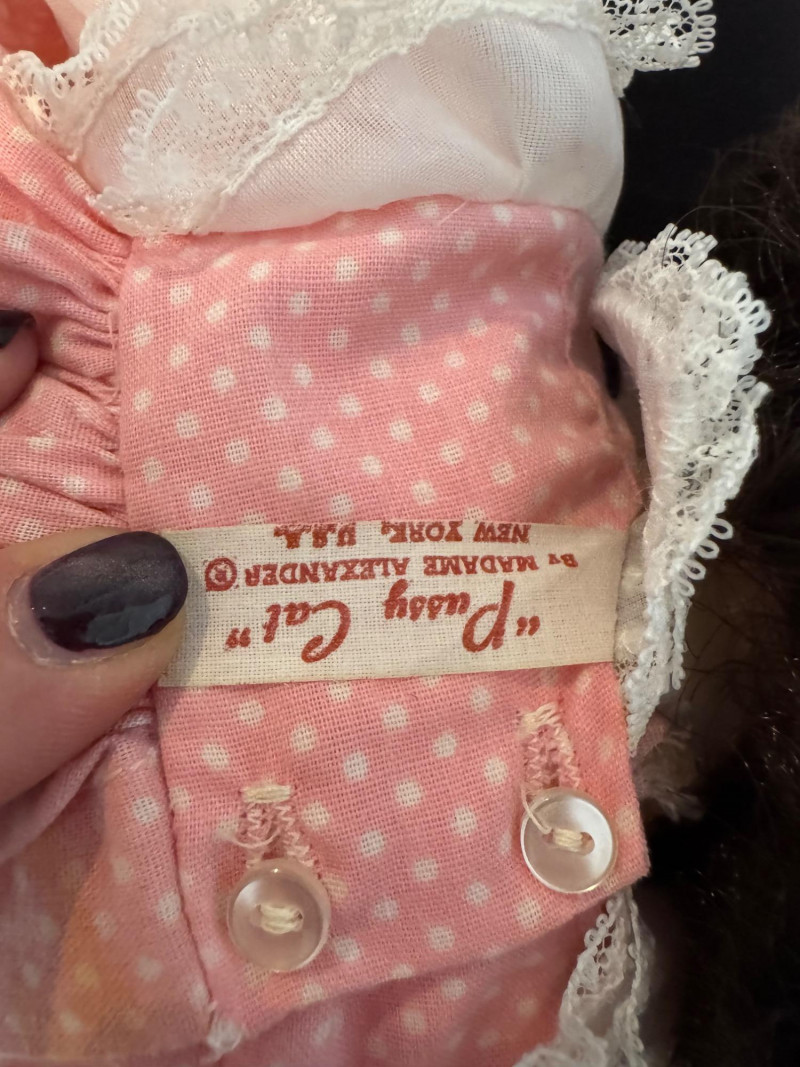 "Pussy Cat"
BY MADAME ALEXANDER ®
NEW YORK, U.S.A.